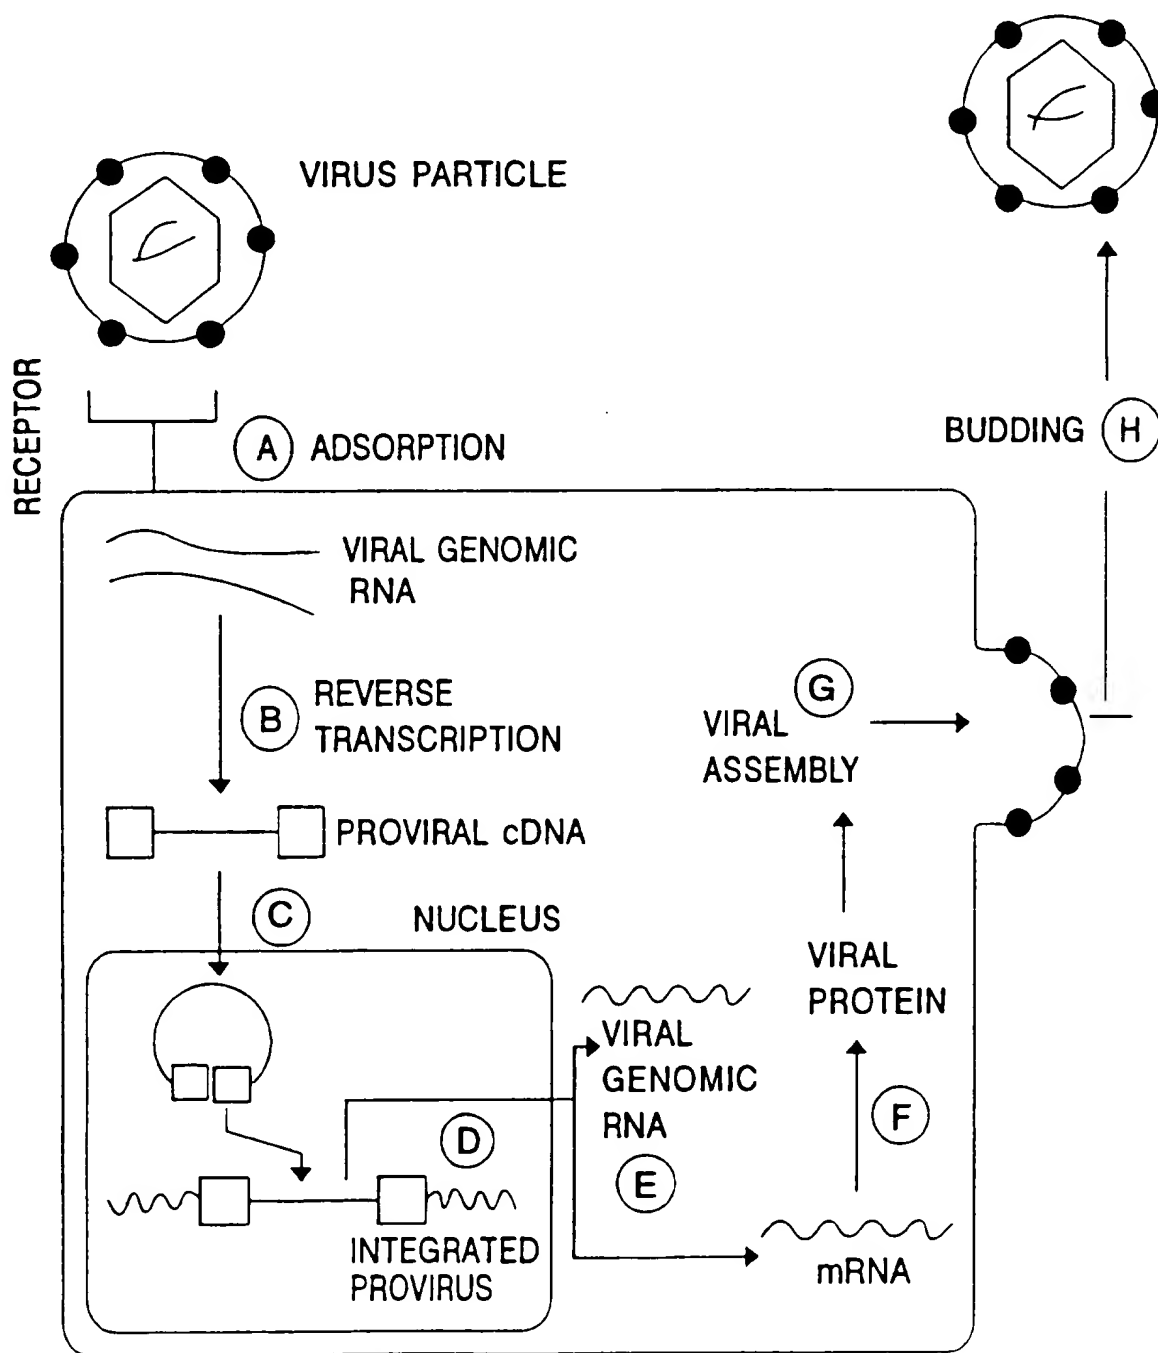 VIRUS PARTICLE
RECEPTOR
A ADSORPTION
BUDDING H
VIRAL GENOMIC
RNA
B REVERSE
TRANSCRIPTION
G
VIRAL
ASSEMBLY
PROVIRAL cDNA
C NUCLEUS
VIRAL
PROTEIN
VIRAL
GENOMIC
RNA
D
E
F
INTEGRATED
PROVIRUS
mRNA